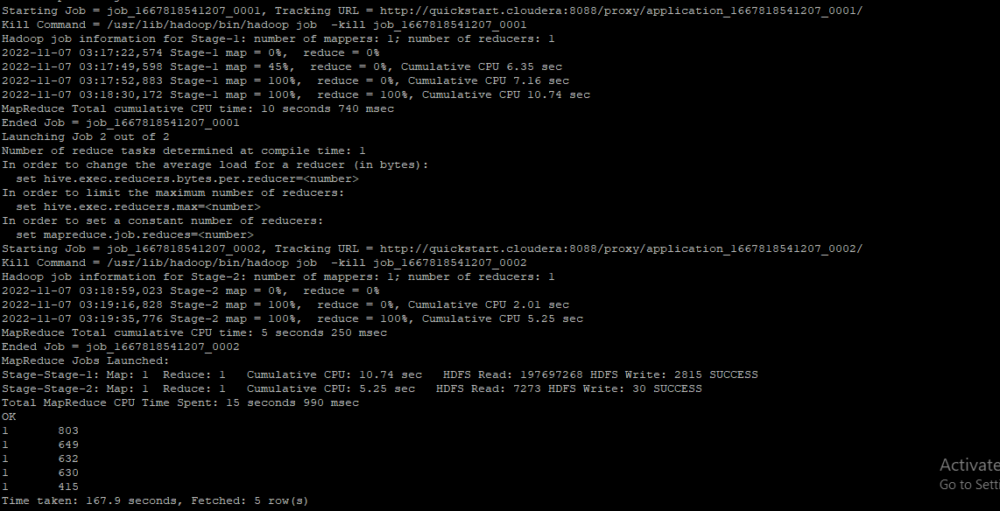 Starting Job = job_1667818541207_0001, Tracking URL = http://quickstart.cloudera:8088/proxy/application_1667818541207_0001/
Kill Command = /usr/lib/hadoop/bin/hadoop job  -kill job_1667818541207_0001
Hadoop job information for Stage-1: number of mappers: 1; number of reducers: 1
2022-11-07 03:17:22,574 Stage-1 map = 0%,  reduce = 0%
2022-11-07 03:17:49,598 Stage-1 map = 45%,  reduce = 0%, Cumulative CPU 6.35 sec
2022-11-07 03:17:52,883 Stage-1 map = 100%,  reduce = 0%, Cumulative CPU 7.16 sec
2022-11-07 03:18:30,172 Stage-1 map = 100%,  reduce = 100%, Cumulative CPU 10.74 sec
MapReduce Total cumulative CPU time: 10 seconds 740 msec
Ended Job = job_1667818541207_0001
Launching Job 2 out of 2
Number of reduce tasks determined at compile time: 1
In order to change the average load for a reducer (in bytes):
  set hive.exec.reducers.bytes.per.reducer=<number>
In order to limit the maximum number of reducers:
  set hive.exec.reducers.max=<number>
In order to set a constant number of reducers:
  set mapreduce.job.reduces=<number>
Starting Job = job_1667818541207_0002, Tracking URL = http://quickstart.cloudera:8088/proxy/application_1667818541207_0002/
Kill Command = /usr/lib/hadoop/bin/hadoop job  -kill job_1667818541207_0002
Hadoop job information for Stage-2: number of mappers: 1; number of reducers: 1
2022-11-07 03:18:59,023 Stage-2 map = 0%,  reduce = 0%
2022-11-07 03:19:16,828 Stage-2 map = 100%,  reduce = 0%, Cumulative CPU 2.01 sec
2022-11-07 03:19:35,776 Stage-2 map = 100%,  reduce = 100%, Cumulative CPU 5.25 sec
MapReduce Total cumulative CPU time: 5 seconds 250 msec
Ended Job = job_1667818541207_0002
MapReduce Jobs Launched:
Stage-Stage-1: Map: 1  Reduce: 1   Cumulative CPU: 10.74 sec   HDFS Read: 197697268 HDFS Write: 2815 SUCCESS
Stage-Stage-2: Map: 1  Reduce: 1   Cumulative CPU: 5.25 sec   HDFS Read: 7273 HDFS Write: 30 SUCCESS
Total MapReduce CPU Time Spent: 15 seconds 990 msec
OK
1       803
1       649
1       632
1       630
1       415
Time taken: 167.9 seconds, Fetched: 5 row(s)
Activate
Go to Setti